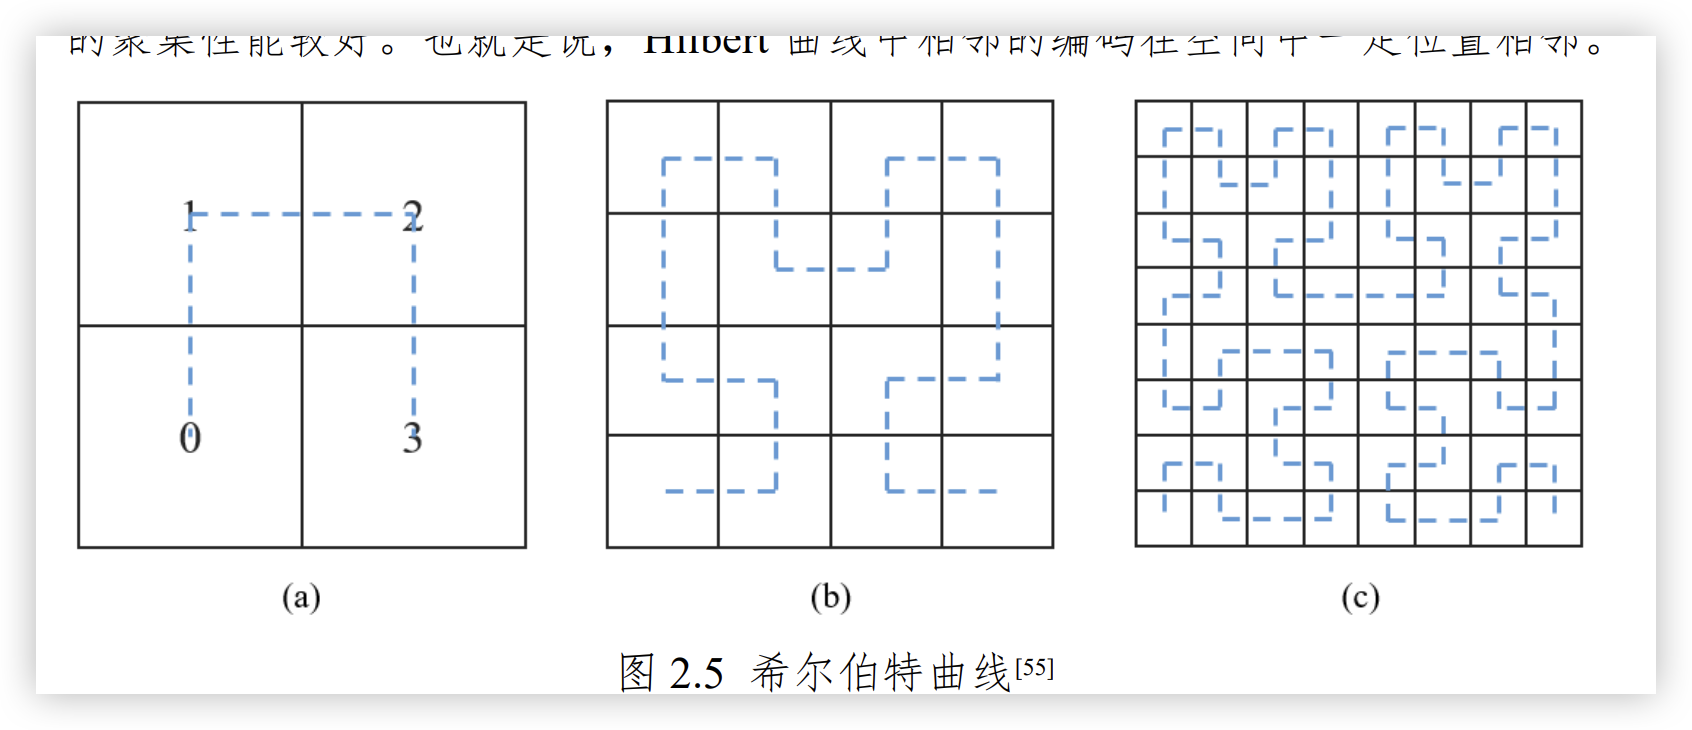 的聚集性能较好。也就是说，Hilbert 曲线中相邻的编码在空间中一定位置相邻。
1 2
0 3
(a) (b) (c)
图 2.5 希尔伯特曲线[55]